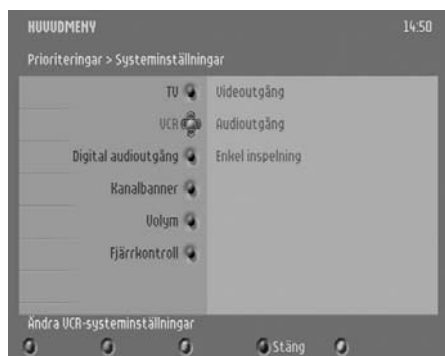 HUVUDMENY 14:50
Prioriteringar > Systeminställningar
TV Videoutgång
VCR Audioutgång
Digital audioutgång Enkel inspelning
Kanalbanner
Volym
Fjärrkontroll
Ändra VCR-systeminställningar
Stäng